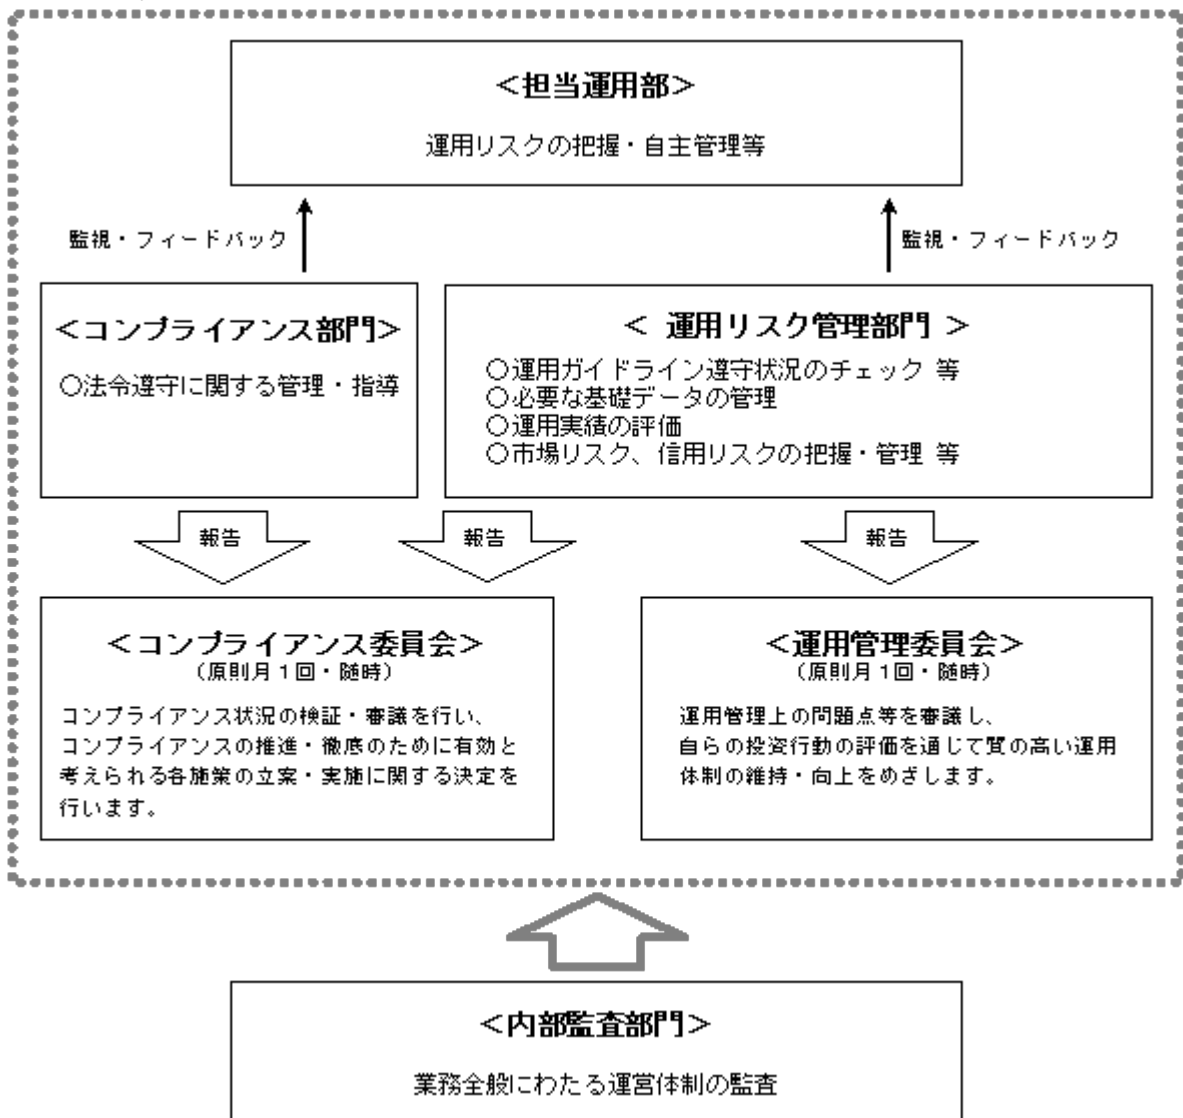 ＜担当運用部＞
運用リスクの把握・自主管理等
監視・フィードバック
監視・フィードバック
＜コンプライアンス部門＞
○法令遵守に関する管理・指導
＜ 運用リスク管理部門 ＞
○運用ガイドライン遵守状況のチェック 等
○必要な基礎データの管理
○運用実績の評価
○市場リスク、信用リスクの把握・管理 等
報告
報告
報告
＜コンプライアンス委員会＞
（原則月１回・随時）
コンプライアンス状況の検証・審議を行い、
コンプライアンスの推進・徹底のために有効と
考えられる各施策の立案・実施に関する決定を
行います。
＜運用管理委員会＞
（原則月１回・随時）
運用管理上の問題点等を審議し、
自らの投資行動の評価を通じて質の高い運用
体制の維持・向上をめざします。
＜内部監査部門＞
業務全般にわたる運営体制の監査